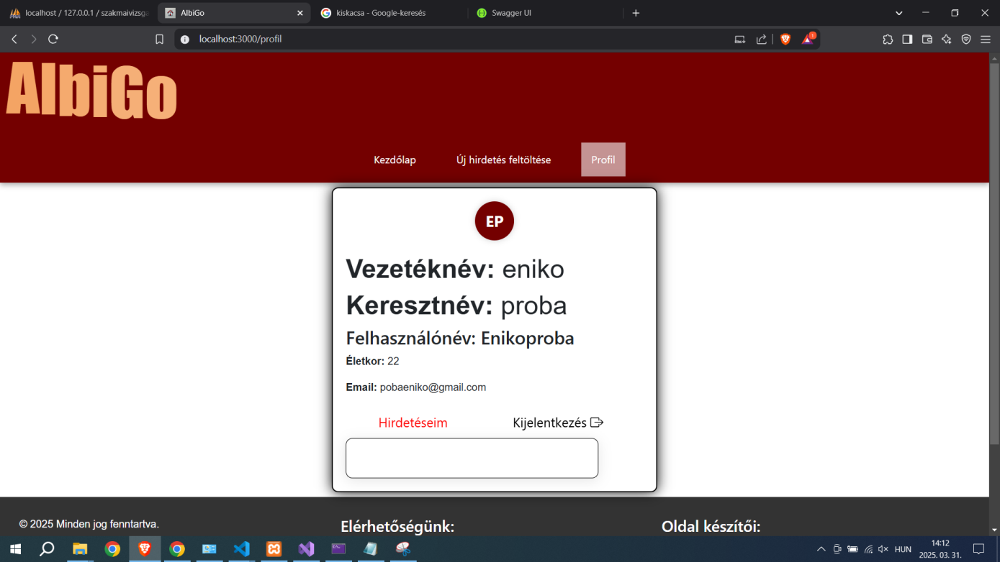 localhost / 127.0.0.1 / szakmaivizsga
AlbiGo
kiskacsa - Google-keresés
Swagger UI
localhost:3000/profil
1
AlbiGo
Kezdőlap
Új hirdetés feltöltése
Profil
EP
Vezetéknév: eniko
Keresztnév: proba
Felhasználónév: Enikoproba
Életkor: 22
Email: pobaeniko@gmail.com
Hirdetéseim
Kijelentkezés
© 2025 Minden jog fenntartva.
Elérhetőségünk:
Oldal készítői:
HUN
14:12
2025. 03. 31.